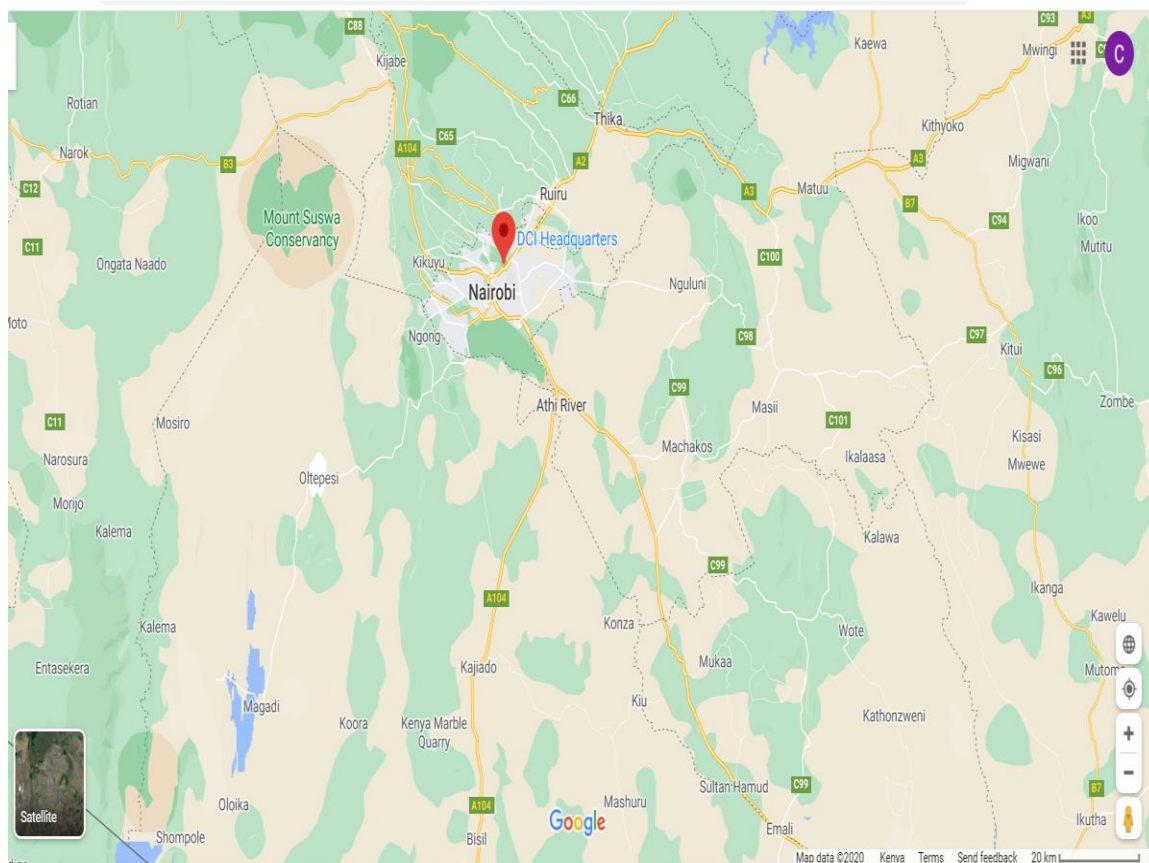 C88
C93
A3
Kijabe
Kaewa
Mwingi
C
Rotian
C66
Thika
Kithyoko
C65
Narok
A104
A2
B3
A3
A3
Migwani
C12
Ruiru
Matuu
B7
C94
Ikoo
Mount Suswa
Conservancy
DCI Headquarters
Mutitu
C11
Ongata Naado
Kikuyu
C100
Nairobi
Nguluni
Ngong
C98
C97
Kitui
C96
C99
Athi River
Masii
Zombe
C11
Mosiro
C101
Kisasi
Machakos
Narosura
Ikalaasa
Mwewe
Oltepesi
Morijo
Kalema
Kalawa
C99
Ikanga
A104
Kawelu
Kalema
Konza
Wote
Entasekera
Kajiado
Mukaa
Magadi
Kiu
Koora
Kenya Marble
Quarry
Kathonzweni
Sultan Hamud
C99
B7
Oloika
A104
Mashuru
Satellite
Google
Ikutha
Shompole
Bisil
Emali
Map data ©2020 Kenya Terms Send feedback 20 km